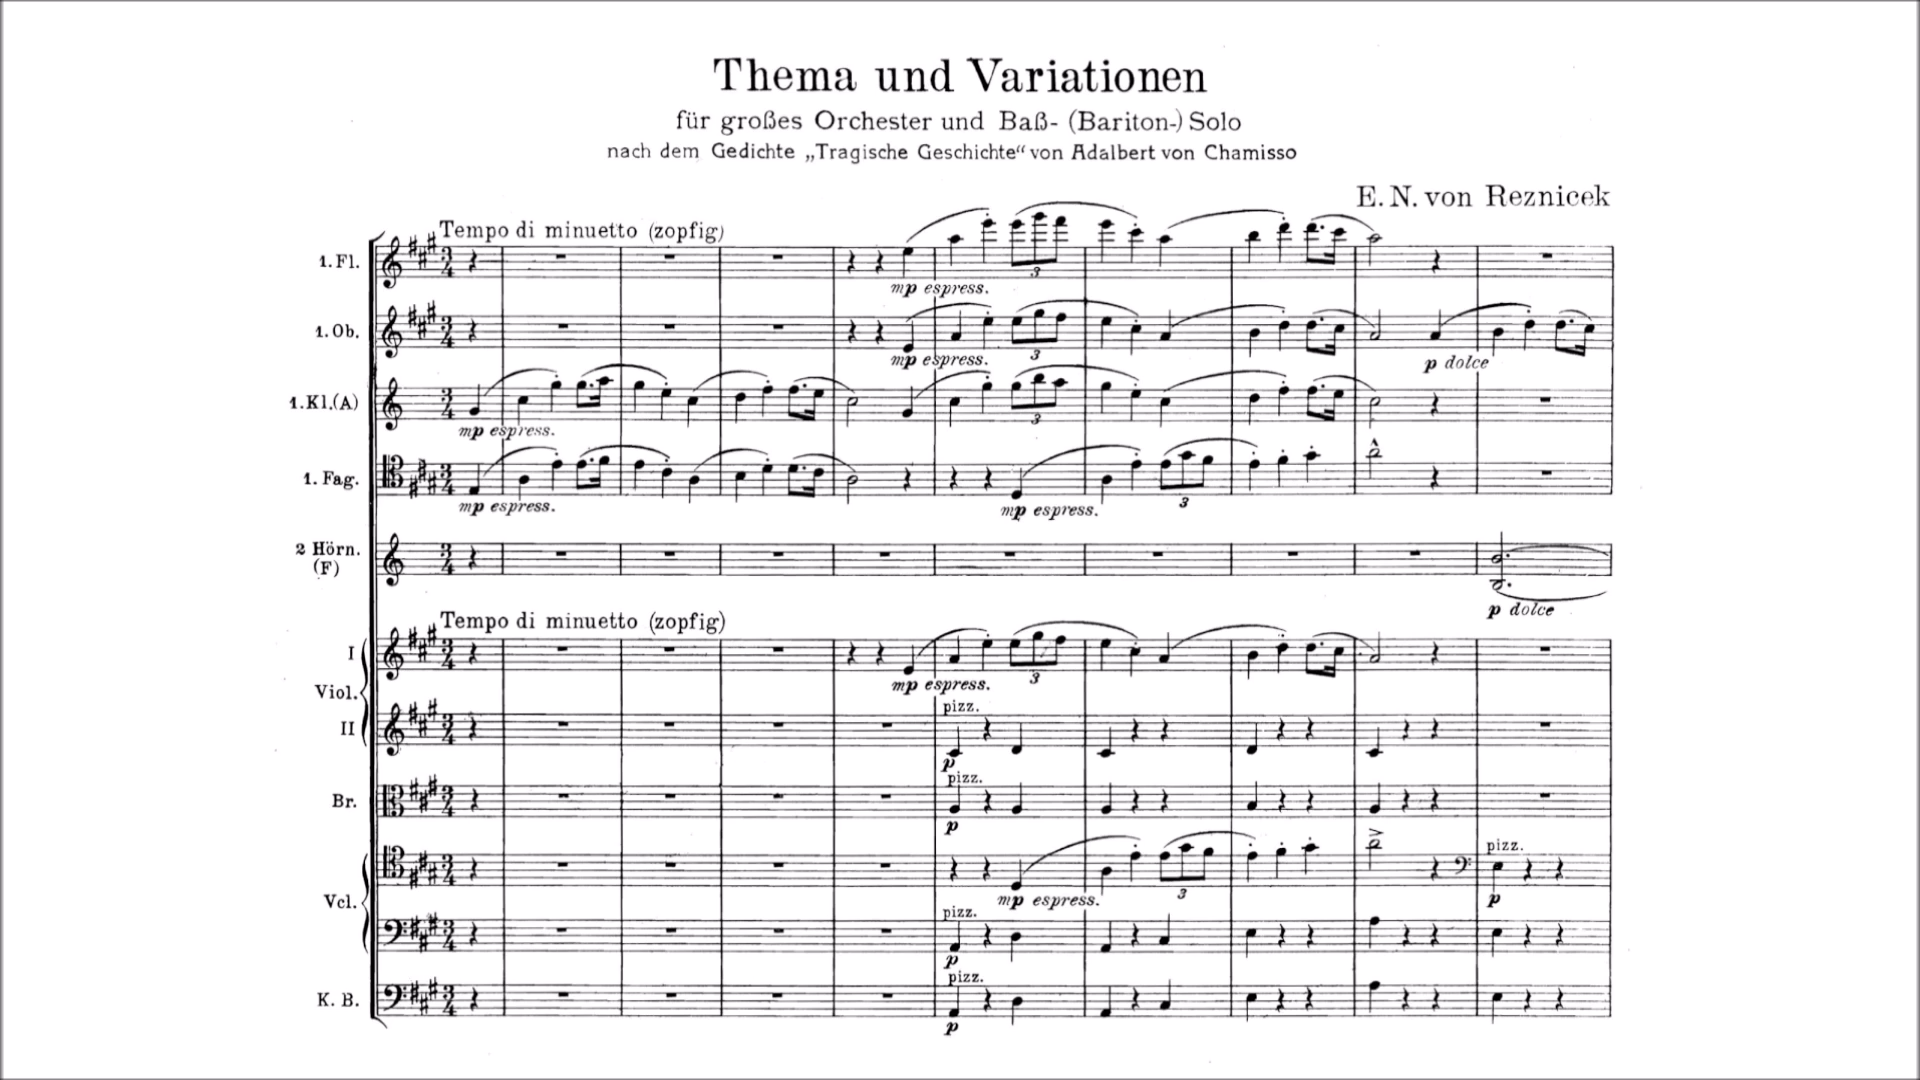 Thema und Variationen
für großes Orchester und Baß- (Bariton-) Solo
nach dem Gedichte „Tragische Geschichte“ von Adalbert von Chamisso
E. N. von Reznicek
Tempo di minuetto (zopfig)
1. Fl.
mp espress.
3
1. Ob.
mp espress.
3
p dolce
1. Kl. (A)
mp espress.
3
1. Fag.
mp espress.
mp espress.
3
2 Hörn.
(F)
p dolce
Tempo di minuetto (zopfig)
I
Viol.
mp espress.
3
II
pizz.
p
Br.
pizz.
p
Vcl.
mp espress.
3
pizz.
p
pizz.
p
K. B.
pizz.
p